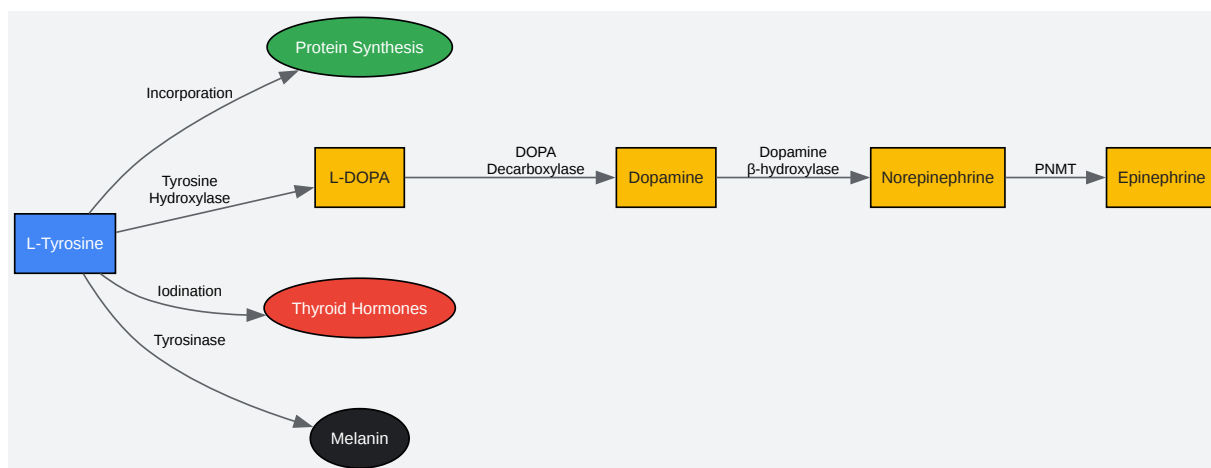 Protein Synthesis
Incorporation
Tyrosine
Hydroxylase
L-DOPA
DOPA
Decarboxylase
Dopamine
Dopamine
β-hydroxylase
Norepinephrine
PNMT
Epinephrine
L-Tyrosine
Iodination
Thyroid Hormones
Tyrosinase
Melanin